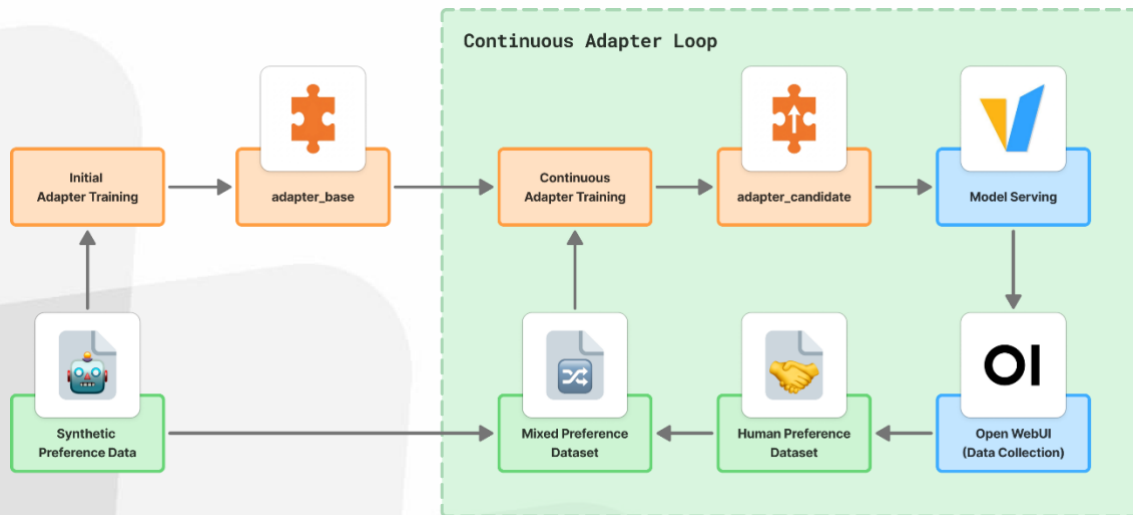 Continuous Adapter Loop
Initial
Adapter Training
adapter_base
Continuous
Adapter Training
adapter_candidate
Model Serving
OI
Synthetic
Preference Data
Mixed Preference
Dataset
Human Preference
Dataset
Open WebUI
(Data Collection)